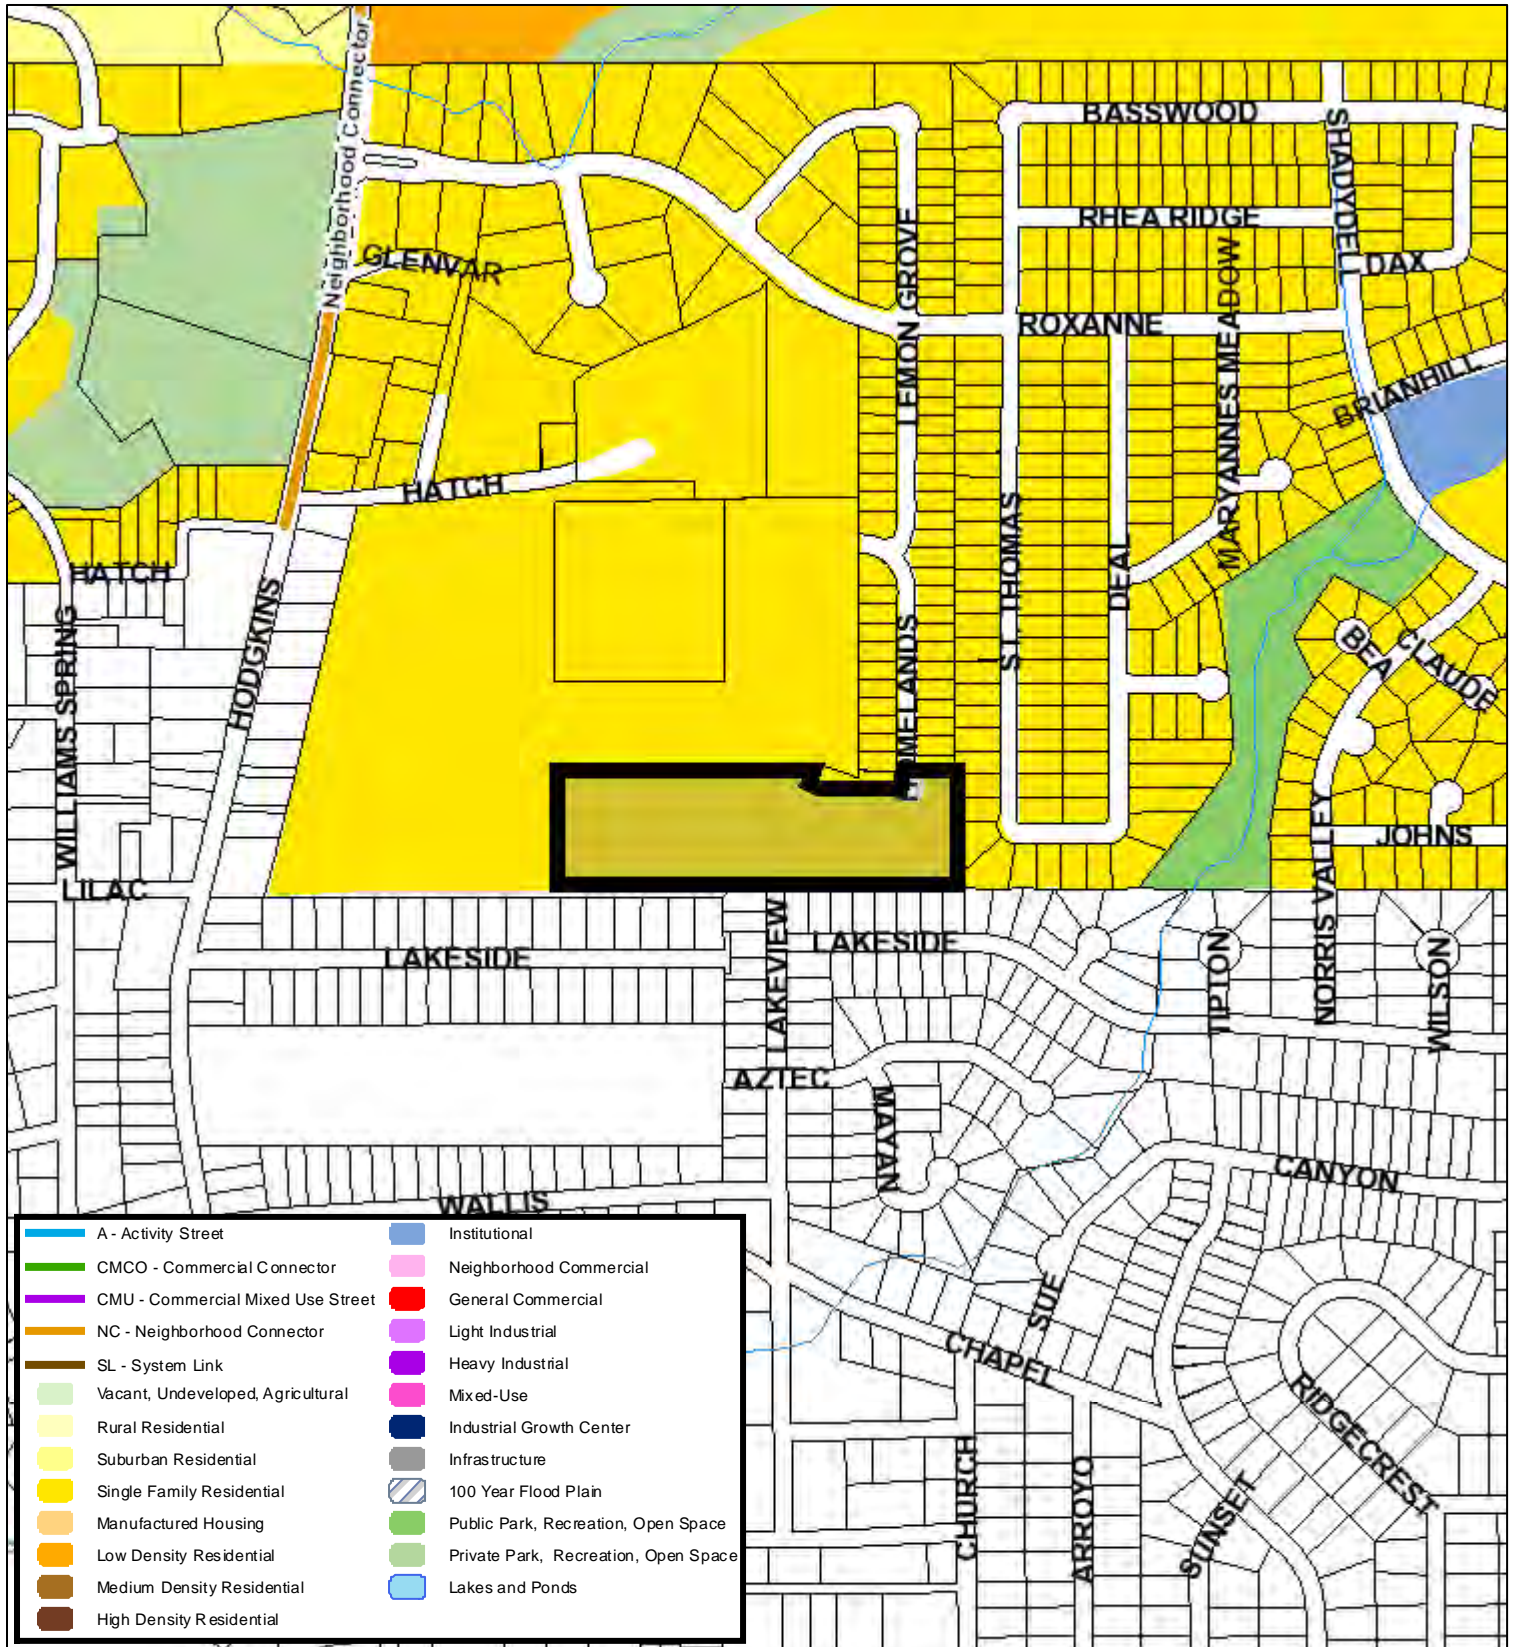 Neighborhood Connector
BASSWOOD
SHADYDELL
RHEA RIDGE
LEMON GROVE
GLENVAR
DAX
MARYANNES MEADOW
ROXANNE
BRIANHILL
HATCH
ST. THOMAS
DEAL
HATCH
HODGKINS
WILLIAMS SPRING
HOMELANDS
BEA
CLAUDE
JOHNS
NORRIS VALLEY
LILAC
LAKESIDE
LAKEVIEW
LAKESIDE
TIPTON
WILSON
AZTEC
MAYAN
CANYON
WALLIS
SUE
CHAPEL
RIDGECREST
CHURCH
ARROYO
SUNSET
A - Activity Street
CMCO - Commercial Connector
CMU - Commercial Mixed Use Street
NC - Neighborhood Connector
SL - System Link
Vacant, Undeveloped, Agricultural
Rural Residential
Suburban Residential
Single Family Residential
Manufactured Housing
Low Density Residential
Medium Density Residential
High Density Residential
Institutional
Neighborhood Commercial
General Commercial
Light Industrial
Heavy Industrial
Mixed-Use
Industrial Growth Center
Infrastructure
100 Year Flood Plain
Public Park, Recreation, Open Space
Private Park, Recreation, Open Space
Lakes and Ponds